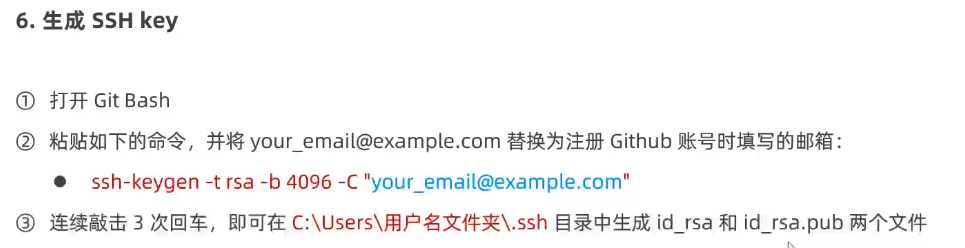 6. 生成 SSH key
① 打开 Git Bash
② 粘贴如下的命令，并将 your_email@example.com 替换为注册 Github 账号时填写的邮箱：
● ssh-keygen -t rsa -b 4096 -C "your_email@example.com"
③ 连续敲击 3 次回车，即可在 C:\Users\用户名文件夹\.ssh 目录中生成 id_rsa 和 id_rsa.pub 两个文件